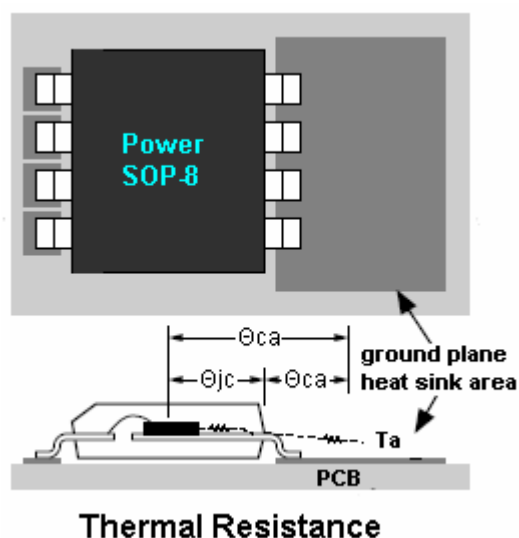 Power
SOP-8
Θca
Θjc
Θca
ground plane
heat sink area
Ta
PCB
Thermal Resistance